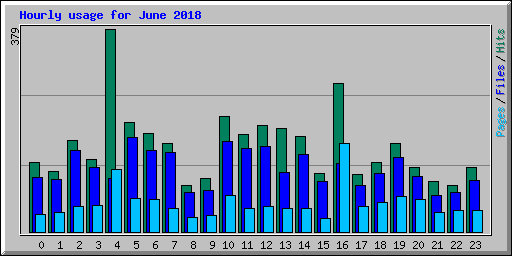 Hourly usage for June 2018
379
Pages / Files / Hits
0 1 2 3 4 5 6 7 8 9 10 11 12 13 14 15 16 17 18 19 20 21 22 23